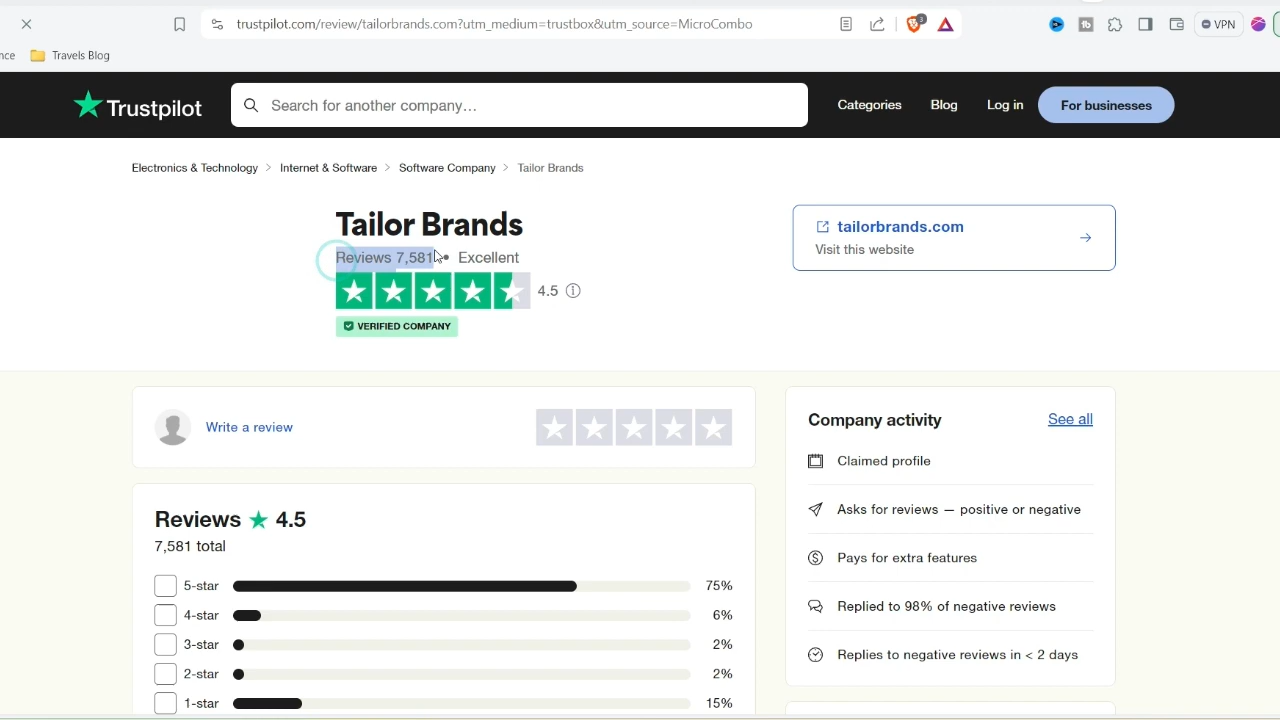 trustpilot.com/review/tailorbrands.com?utm_medium=trustbox&utm_source=MicroCombo
3
VPN
nce
Travels Blog
Trustpilot
Search for another company…
Categories
Blog
Log in
For businesses
Electronics & Technology > Internet & Software > Software Company > Tailor Brands
Tailor Brands
Reviews 7,581 • Excellent
4.5
VERIFIED COMPANY
tailorbrands.com
Visit this website
Write a review
Reviews ★ 4.5
7,581 total
5-star 75%
4-star 6%
3-star 2%
2-star 2%
1-star 15%
Company activity
See all
Claimed profile
Asks for reviews — positive or negative
Pays for extra features
Replied to 98% of negative reviews
Replies to negative reviews in < 2 days